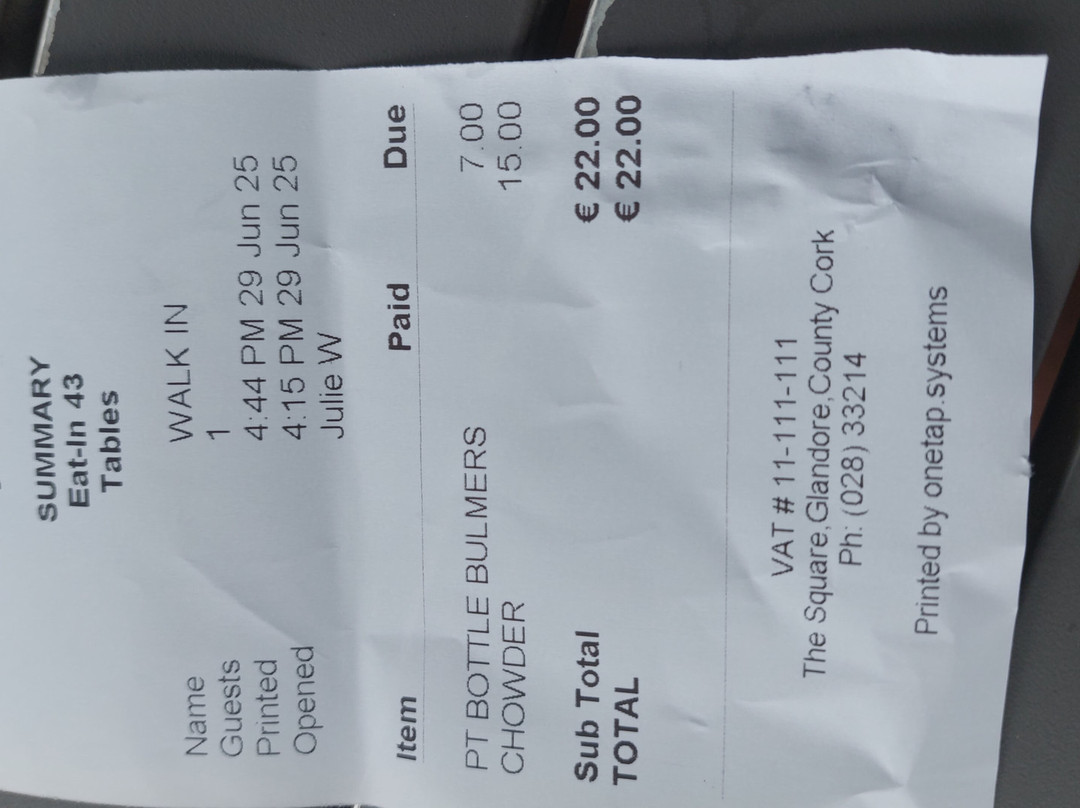 SUMMARY
Eat-In 43
Tables
Name WALK IN
Guests 1
Printed 4:44 PM 29 Jun 25
Opened 4:15 PM 29 Jun 25
Julie W
Item Paid Due
PT BOTTLE BULMERS 7.00
CHOWDER 15.00
Sub Total € 22.00
TOTAL € 22.00
VAT # 11-1111-111
The Square,Glandore,County Cork
Ph: (028) 33214
Printed by onetap.systems